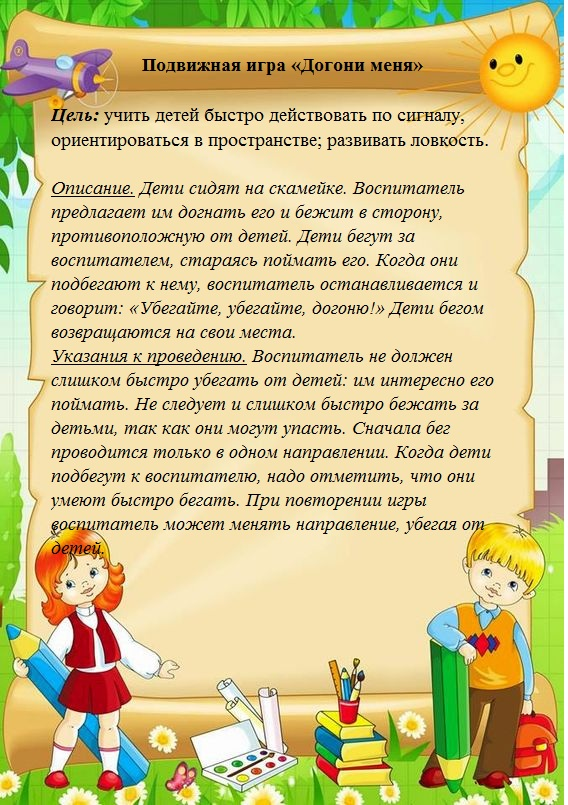 Подвижная игра «Догони меня»
Цель: учить детей быстро действовать по сигналу,
ориентироваться в пространстве; развивать ловкость.
Описание. Дети сидят на скамейке. Воспитатель
предлагает им догнать его и бежит в сторону,
противоположную от детей. Дети бегут за
воспитателем, стараясь поймать его. Когда они
подбегают к нему, воспитатель останавливается и
говорит: «Убегайте, убегайте, догоню!» Дети бегом
возвращаются на свои места.
Указания к проведению. Воспитатель не должен
слишком быстро убегать от детей: им интересно его
поймать. Не следует и слишком быстро бежать за
детьми, так как они могут упасть. Сначала бег
проводится только в одном направлении. Когда дети
подбегут к воспитателю, надо отметить, что они
умеют быстро бегать. При повторении игры
воспитатель может менять направление, убегая от
детей.